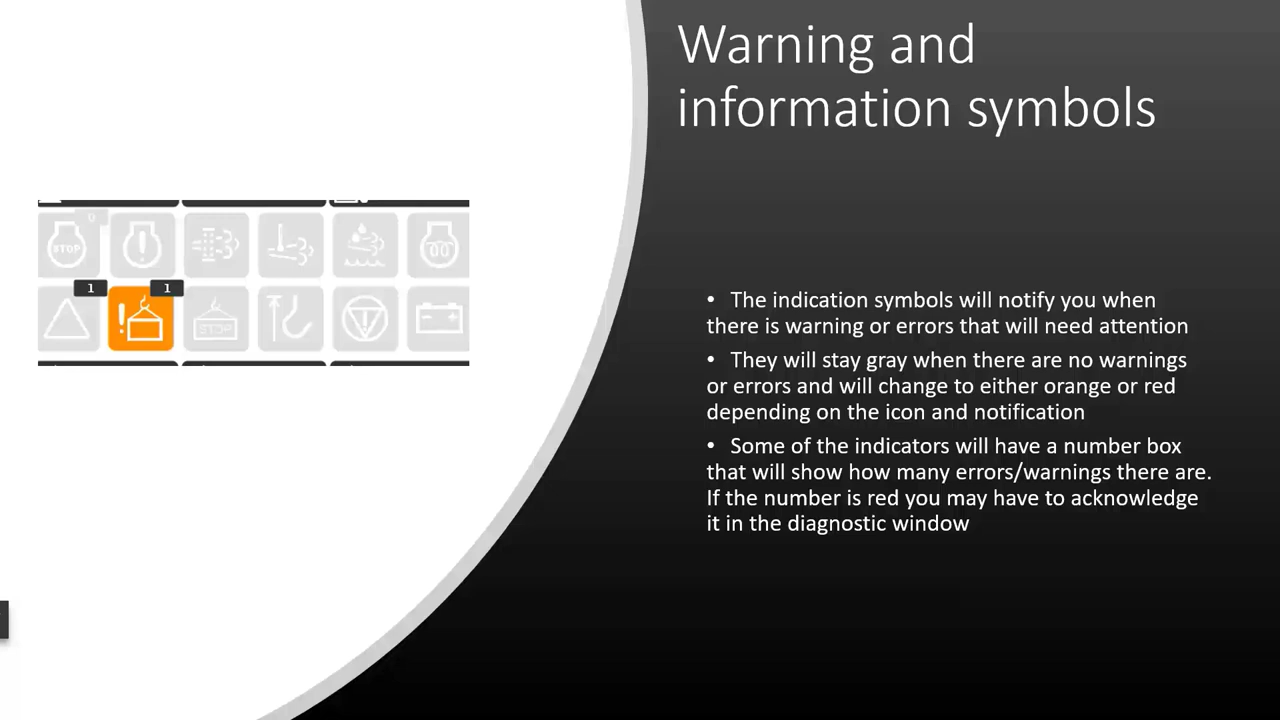 Warning and
information symbols
0
STOP
1
1
STOP
• The indication symbols will notify you when
there is warning or errors that will need attention
• They will stay gray when there are no warnings
or errors and will change to either orange or red
depending on the icon and notification
• Some of the indicators will have a number box
that will show how many errors/warnings there are.
If the number is red you may have to acknowledge
it in the diagnostic window